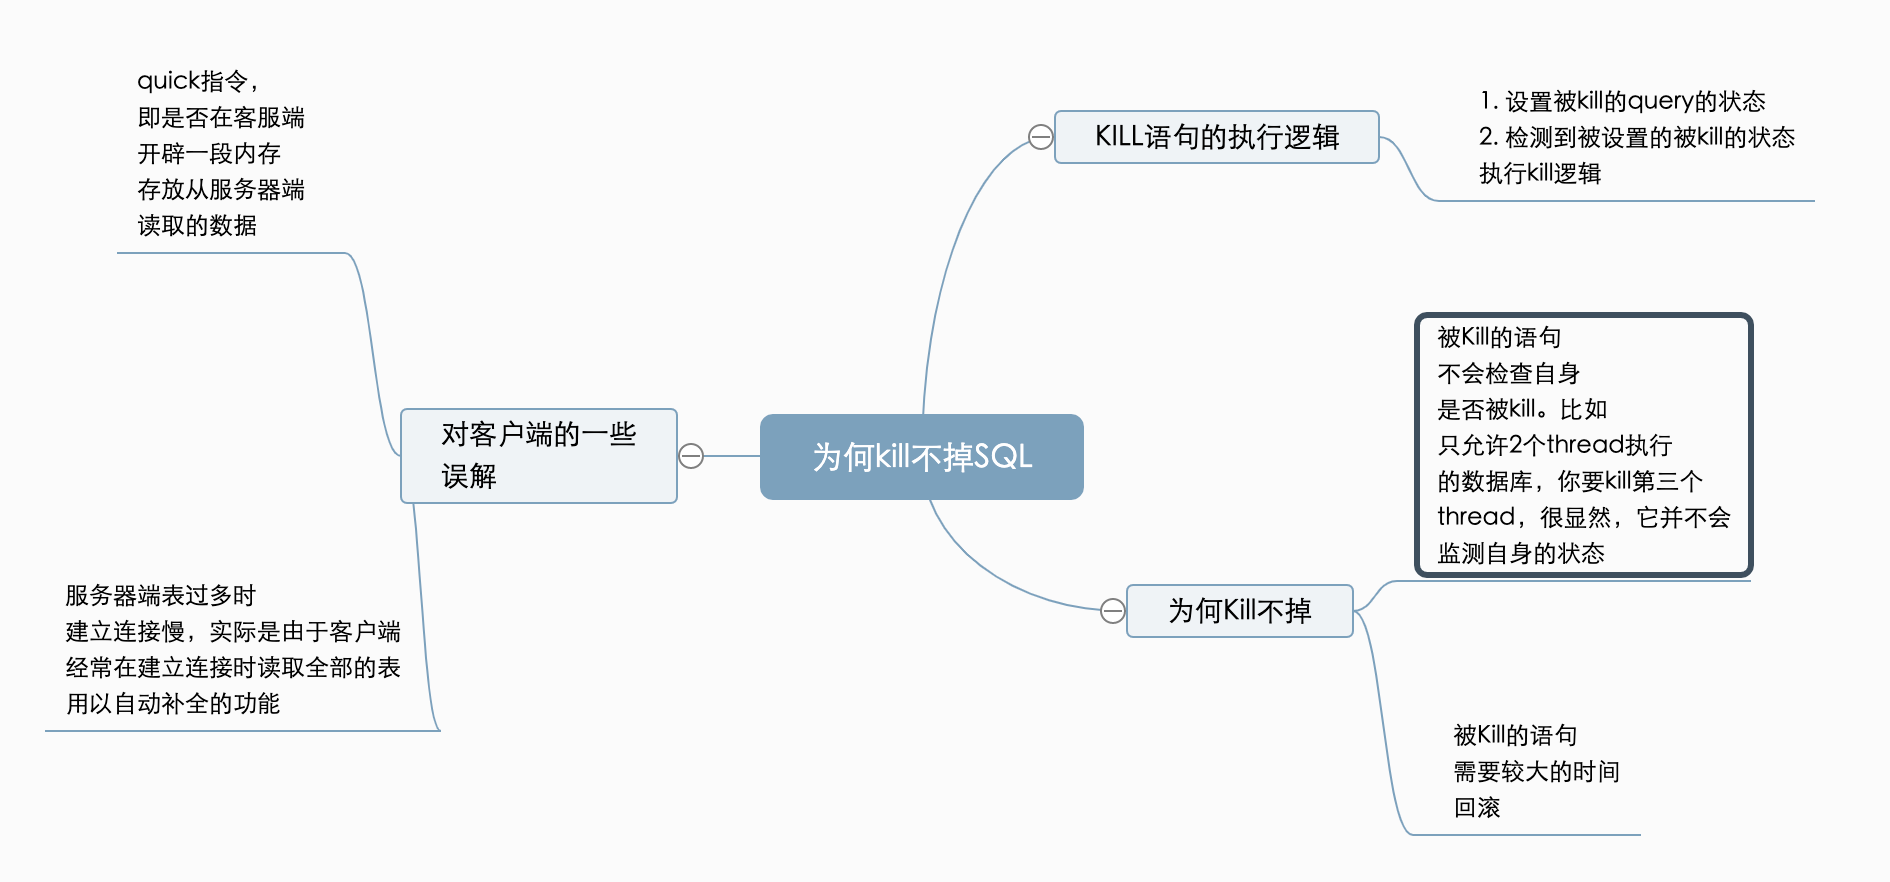 为何kill不掉SQL
KILL语句的执行逻辑
1. 设置被kill的query的状态
2. 检测到被设置的被kill的状态
执行kill逻辑
为何Kill不掉
被Kill的语句
不会检查自身
是否被kill。比如
只允许2个thread执行
的数据库，你要kill第三个
thread，很显然，它并不会
监测自身的状态
被Kill的语句
需要较大的时间
回滚
对客户端的一些
误解
quick指令，
即是否在客服端
开辟一段内存
存放从服务器端
读取的数据
服务器端表过多时
建立连接慢，实际是由于客户端
经常在建立连接时读取全部的表
用以自动补全的功能